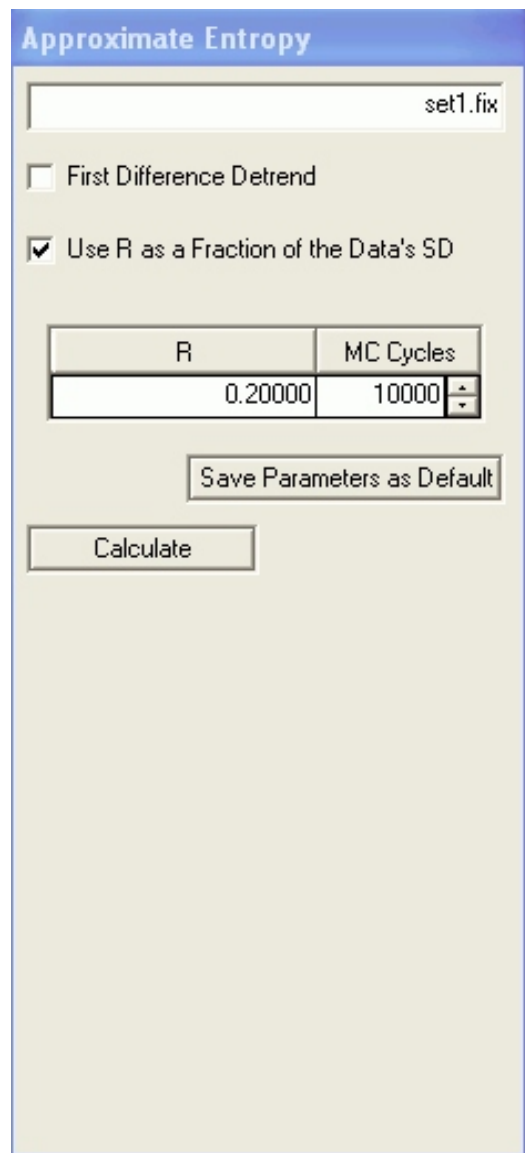 Approximate Entropy
set1.fix
First Difference Detrend
Use R as a Fraction of the Data's SD
R MC Cycles
0.20000 10000
Save Parameters as Default
Calculate